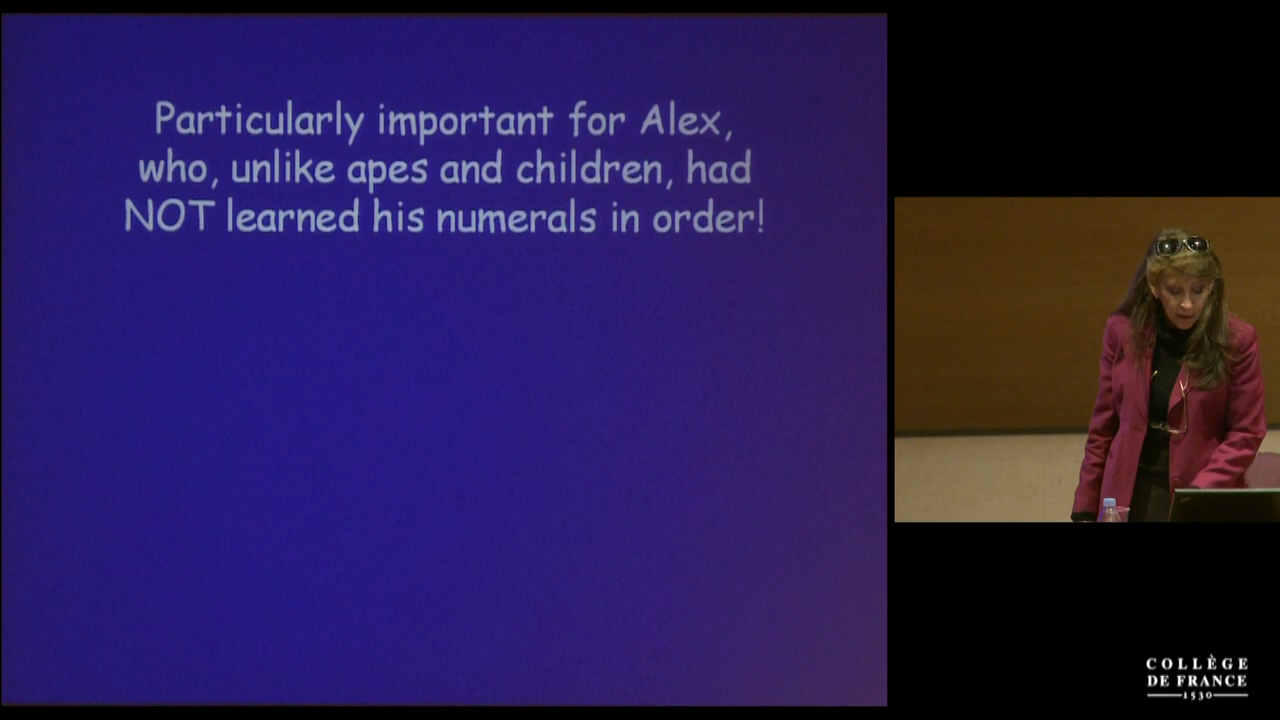 Particularly important for Alex,
who, unlike apes and children, had
NOT learned his numerals in order!
COLLÈGE
DE FRANCE
1530